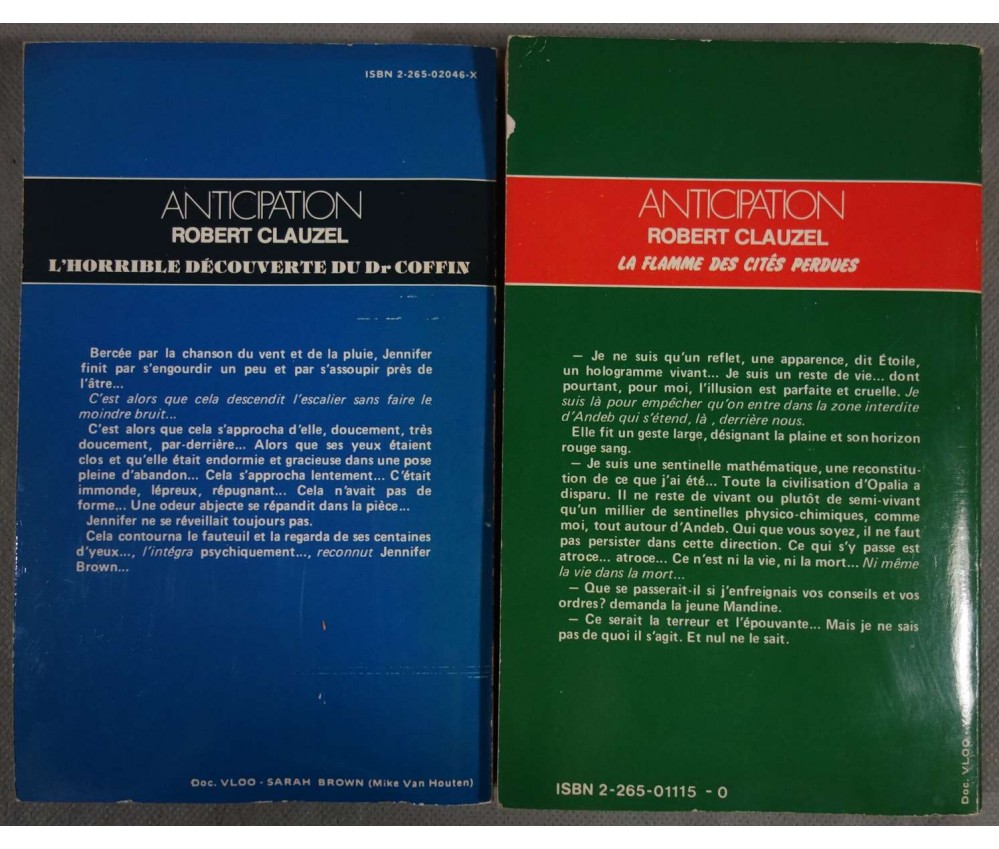 ISBN 2-265-02046-X
ANTICIPATION
ROBERT CLAUZEL
L'HORRIBLE DÉCOUVERTE DU Dr COFFIN
Bercée par la chanson du vent et de la pluie, Jennifer
finit par s'engourdir un peu et par s'assoupir près de
l'âtre...
C'est alors que cela descendit l'escalier sans faire le
moindre bruit...
C'est alors que cela s'approcha d'elle, doucement, très
doucement, par-derrière... Alors que ses yeux étaient
clos et qu'elle était endormie et gracieuse dans une pose
pleine d'abandon... Cela s'approcha lentement... C'était
immonde, lépreux, répugnant... Cela n'avait pas de
forme... Une odeur abjecte se répandit dans la pièce...
Jennifer ne se réveillait toujours pas.
Cela contourna le fauteuil et la regarda de ses centaines
d'yeux..., l'intégra psychiquement..., reconnut Jennifer
Brown...
Doc. VLOO - SARAH BROWN (Mike Van Houten)
ANTICIPATION
ROBERT CLAUZEL
LA FLAMME DES CITÉS PERDUES
— Je ne suis qu'un reflet, une apparence, dit Étoile,
un hologramme vivant... Je suis un reste de vie... dont
pourtant, pour moi, l'illusion est parfaite et cruelle. Je
suis là pour empêcher qu'on entre dans la zone interdite
d'Andeb qui s'étend, là , derrière nous.
Elle fit un geste large, désignant la plaine et son horizon
rouge sang.
— Je suis une sentinelle mathématique, une reconstitu-
tion de ce que j'ai été... Toute la civilisation d'Opalia a
disparu. Il ne reste de vivant ou plutôt de semi-vivant
qu'un millier de sentinelles physico-chimiques, comme
moi, tout autour d'Andeb. Qui que vous soyez, il ne faut
pas persister dans cette direction. Ce qui s'y passe est
atroce... atroce... Ce n'est ni la vie, ni la mort... Ni même
la vie dans la mort...
— Que se passerait-il si j'enfreignais vos conseils et vos
ordres? demanda la jeune Mandine.
— Ce serait la terreur et l'épouvante... Mais je ne sais
pas de quoi il s'agit. Et nul ne le sait.
ISBN 2-265-01115 - 0
Doc. VLOO